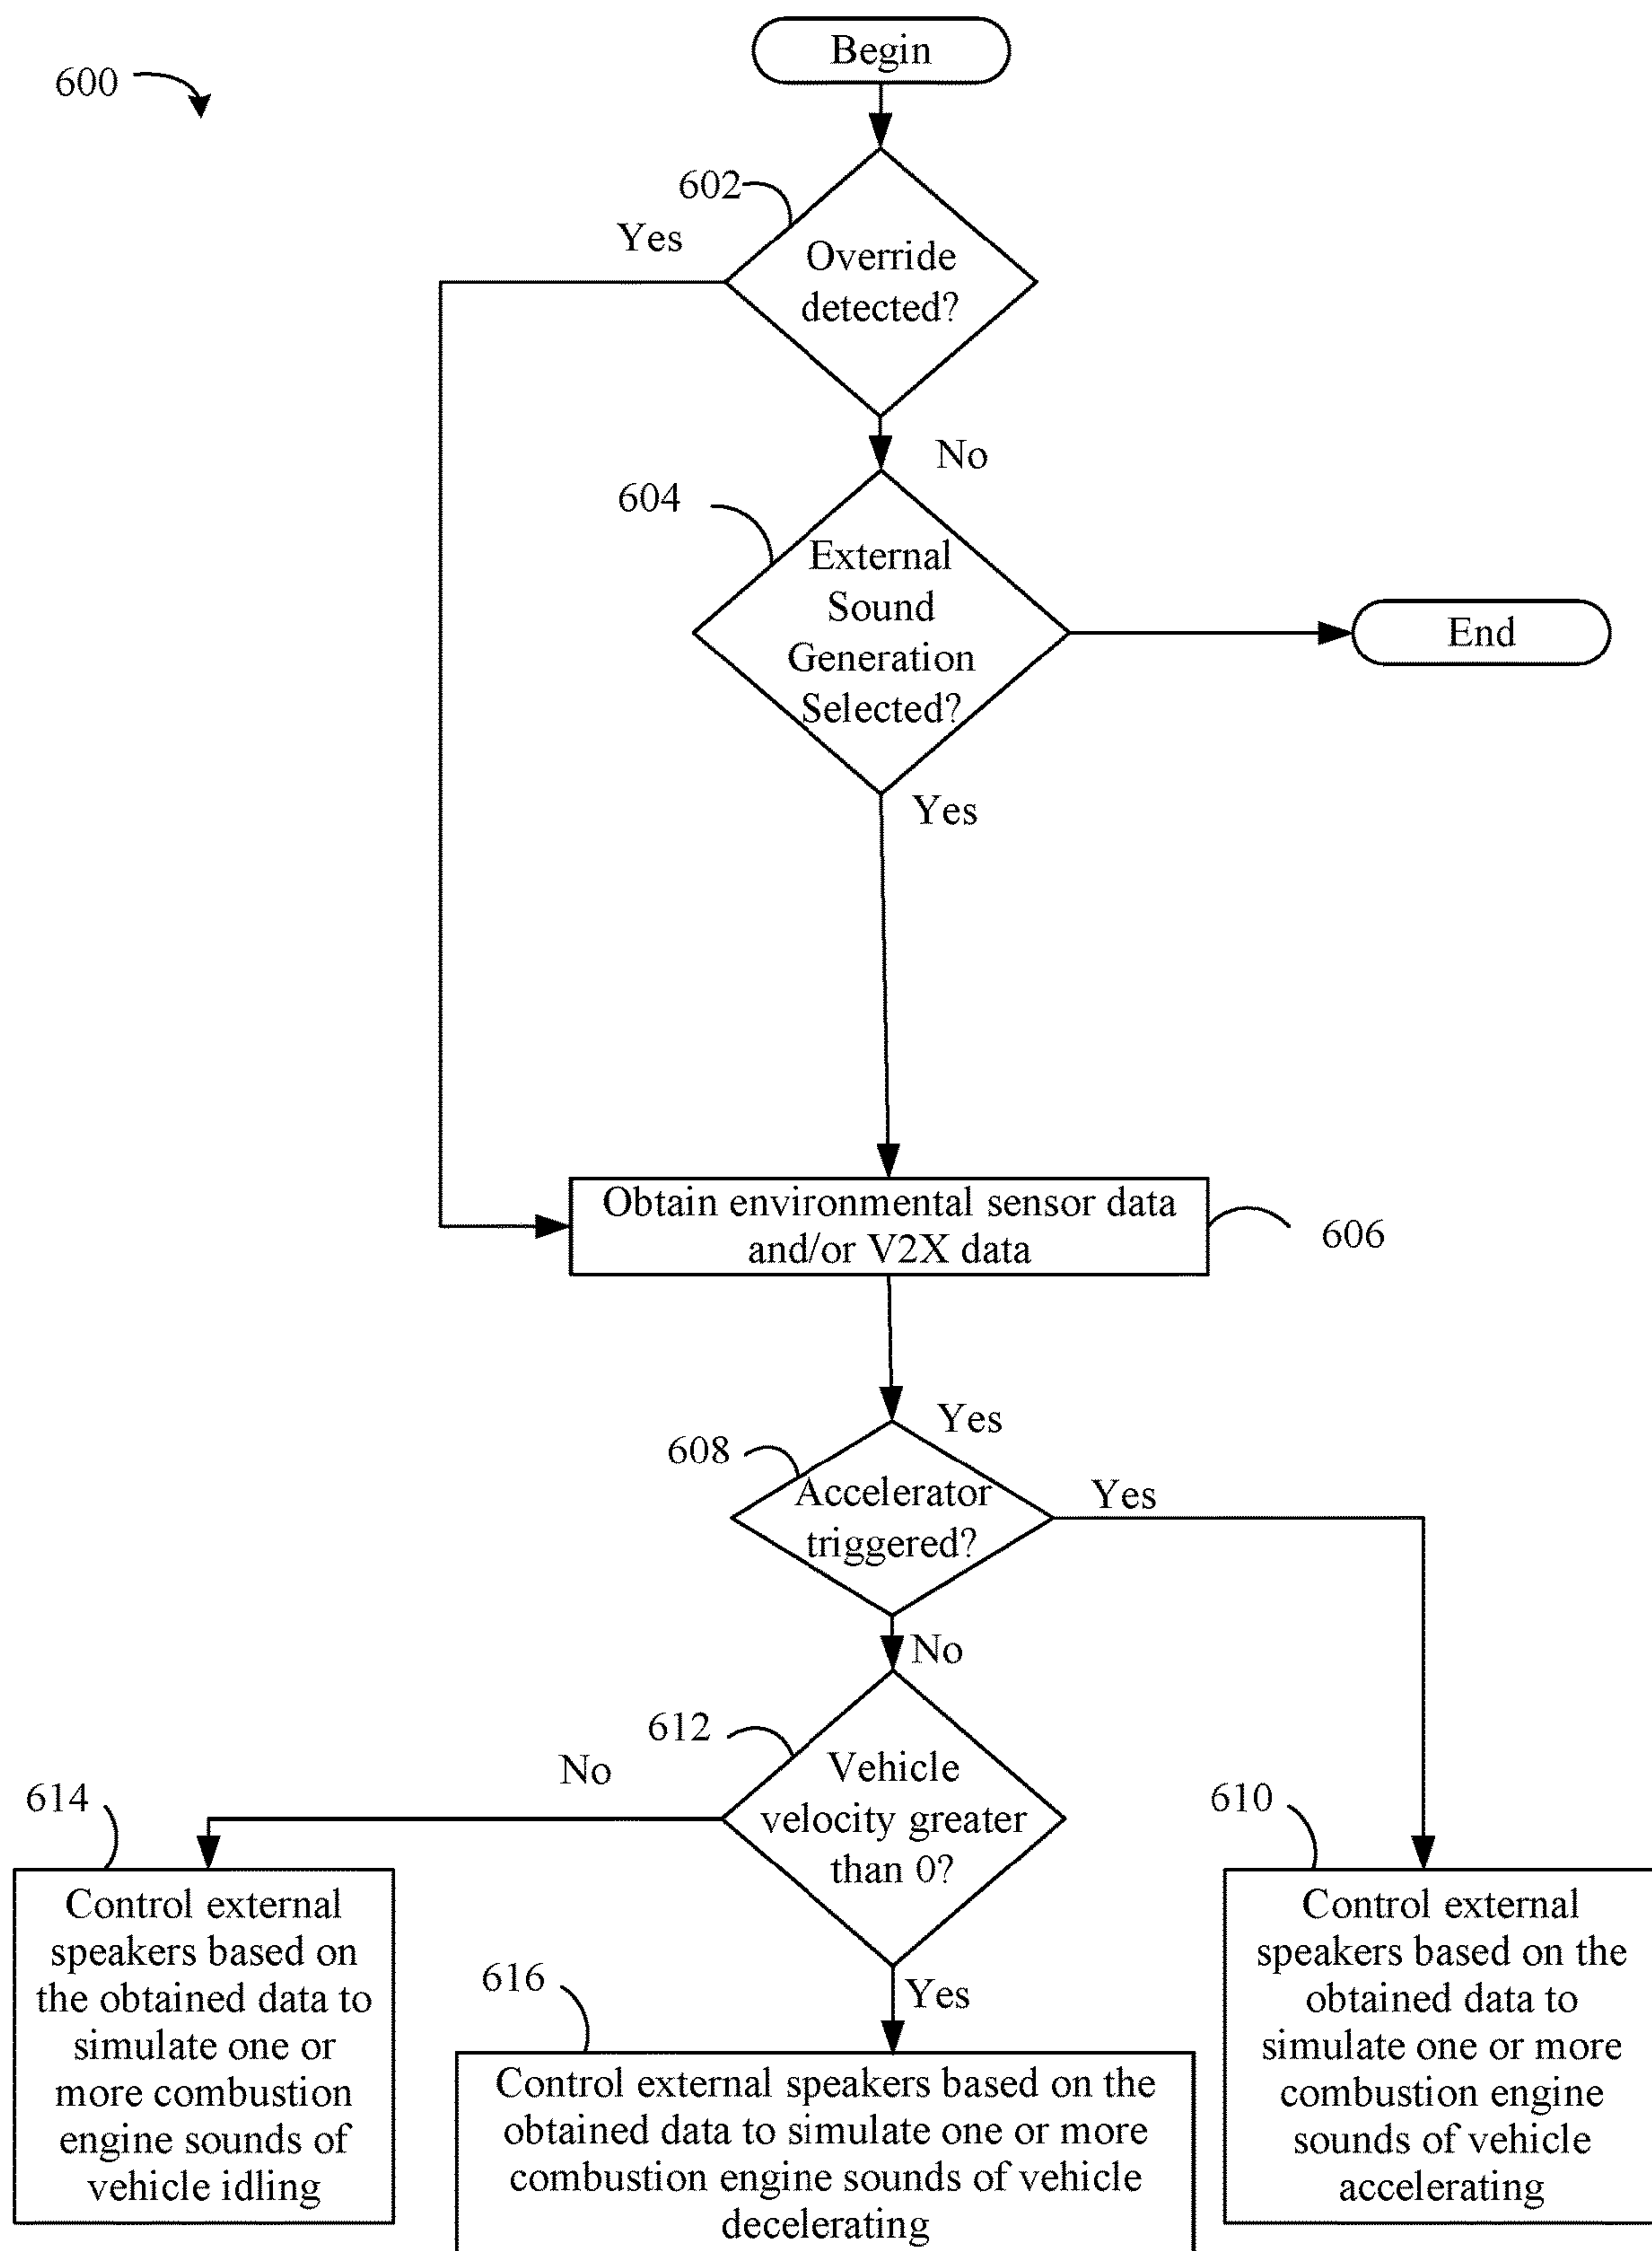 Begin
600
602
Yes
Override
detected?
No
604
External
Sound
Generation
Selected?
End
Yes
Obtain environmental sensor data
and/or V2X data
606
Yes
608
Accelerator
triggered?
Yes
No
612
Vehicle
velocity greater
than 0?
No
614
610
Control external
speakers based on
the obtained data to
simulate one or
more combustion
engine sounds of
vehicle idling
616
Yes
Control external speakers based on the
obtained data to simulate one or more
combustion engine sounds of vehicle
decelerating
Control external
speakers based on the
obtained data to
simulate one or more
combustion engine
sounds of vehicle
accelerating